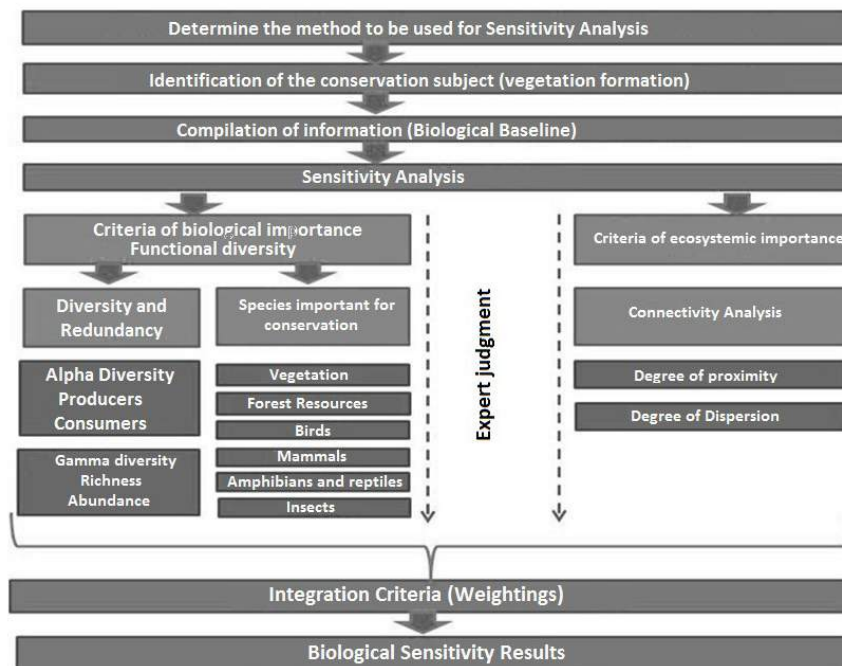 Determine the method to be used for Sensitivity Analysis
Identification of the conservation subject (vegetation formation)
Compilation of information (Biological Baseline)
Sensitivity Analysis
Criteria of biological importance
Functional diversity
Diversity and
Redundancy
Alpha Diversity
Producers
Consumers
Gamma diversity
Richness
Abundance
Species important for
conservation
Vegetation
Forest Resources
Birds
Mammals
Amphibians and reptiles
Insects
Expert judgment
Criteria of ecosystemic importance
Connectivity Analysis
Degree of proximity
Degree of Dispersion
Integration Criteria (Weightings)
Biological Sensitivity Results